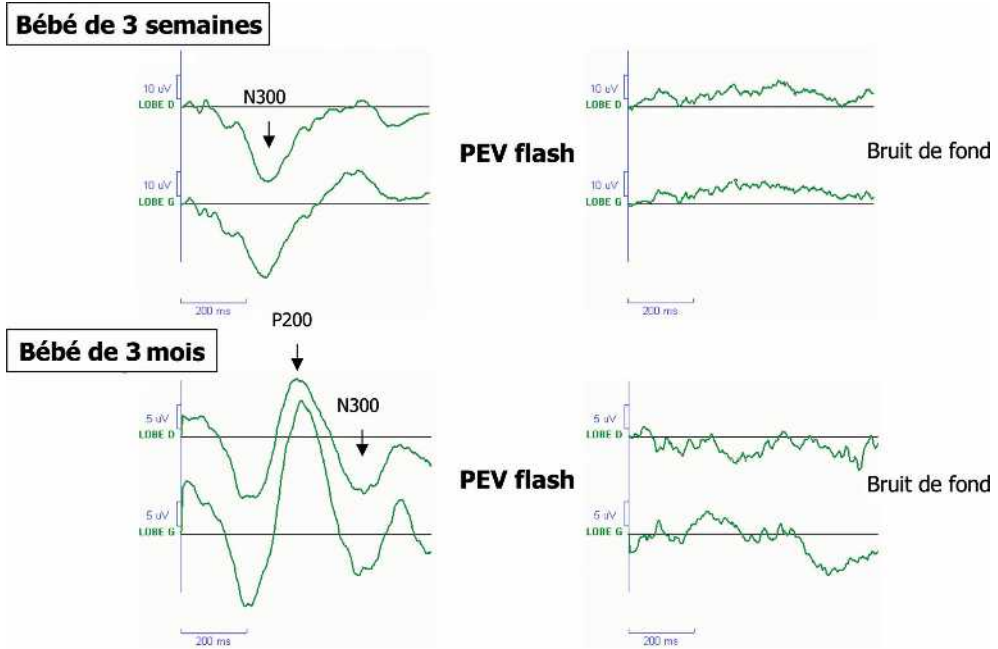 Bébé de 3 semaines
10 uV
LOBE D
N300
10 uV
LOBE G
200 ms
PEV flash
10 uV
LOBE D
10 uV
LOBE G
200 ms
Bruit de fond
Bébé de 3 mois
P200
5 uV
LOBE D
N300
5 uV
LOBE G
200 ms
PEV flash
5 uV
LOBE D
5 uV
LOBE G
200 ms
Bruit de fond